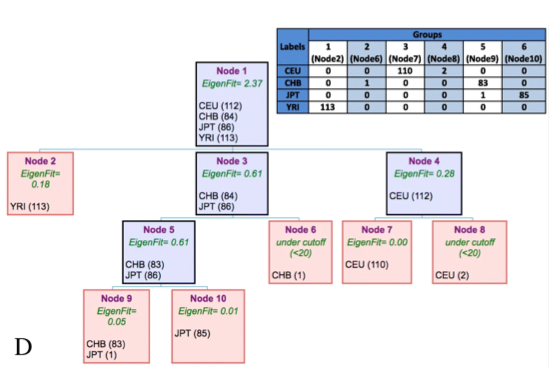 Groups
Labels 1 2 3 4 5 6
(Node2) (Node6) (Node7) (Node8) (Node9) (Node10)
CEU 0 0 110 2 0 0
CHB 0 1 0 0 83 0
JPT 0 0 0 0 1 85
YRI 113 0 0 0 0 0
Node 1
EigenFit= 2.37
CEU (112)
CHB (84)
JPT (86)
YRI (113)
Node 2
EigenFit=
0.18
YRI (113)
Node 3
EigenFit= 0.61
CHB (84)
JPT (86)
Node 4
EigenFit= 0.28
CEU (112)
Node 5
EigenFit= 0.61
CHB (83)
JPT (86)
Node 6
under cutoff
(<20)
CHB (1)
Node 7
EigenFit= 0.00
CEU (110)
Node 8
under cutoff
(<20)
CEU (2)
Node 9
EigenFit=
0.05
CHB (83)
JPT (1)
Node 10
EigenFit= 0.01
JPT (85)
D